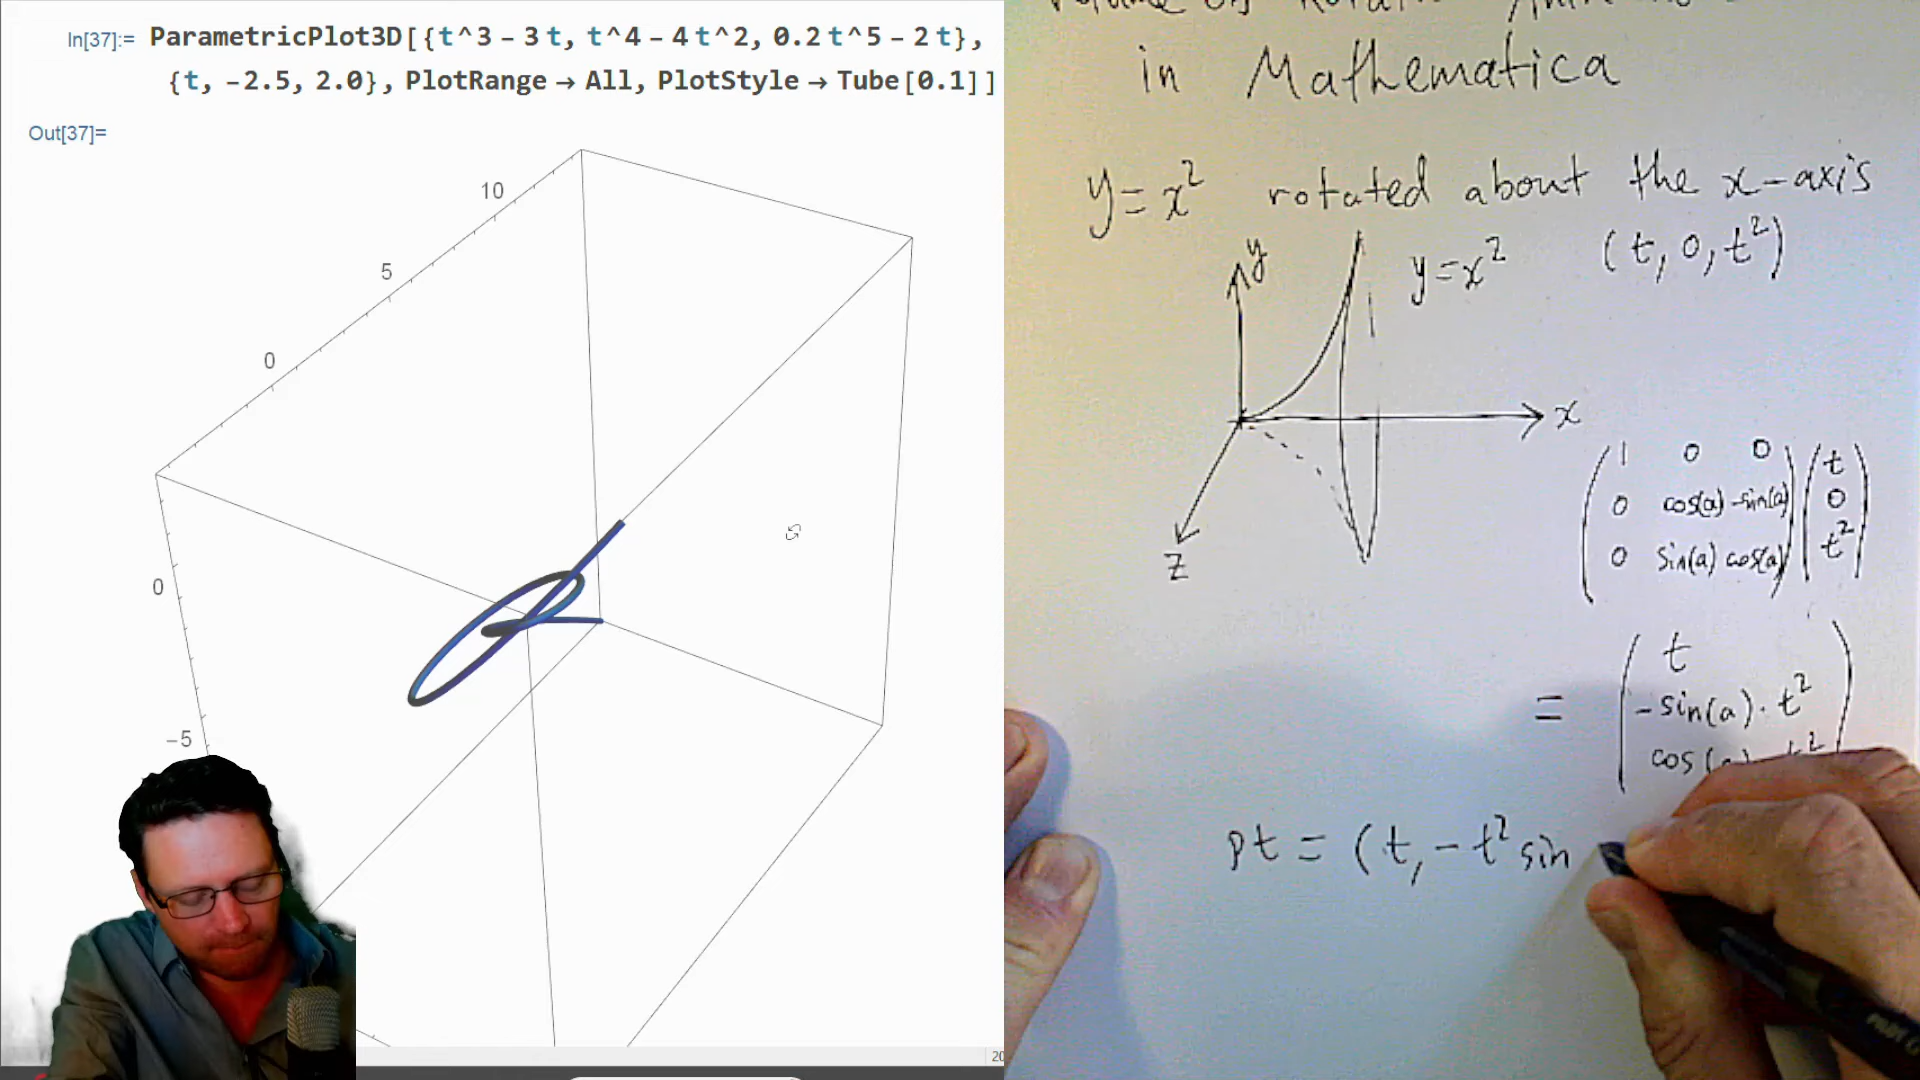 In[37]:= ParametricPlot3D[{t^3 – 3 t, t^4 – 4 t^2, 0.2 t^5 – 2 t},
{t, –2.5, 2.0}, PlotRange → All, PlotStyle → Tube[0.1]]
Out[37]=
10
5
0
0
–5
in Mathematica
y = x² rotated about the x-axis
(t, 0, t²)
y
y = x²
x
z
1 0 0 t
0 cos(a) -sin(a) 0
0 sin(a) cos(a) t²
= t
-sin(a) · t²
cos
pt = (t, - t² sin